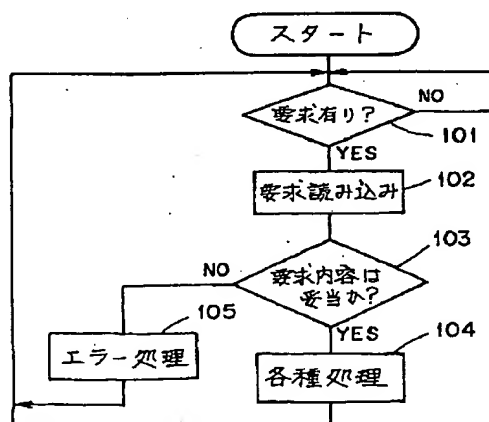 スタート
要求有り?
NO
101
YES
要求読み込み
102
要求内容は
妥当か?
103
NO
YES
エラー処理
105
各種処理
104